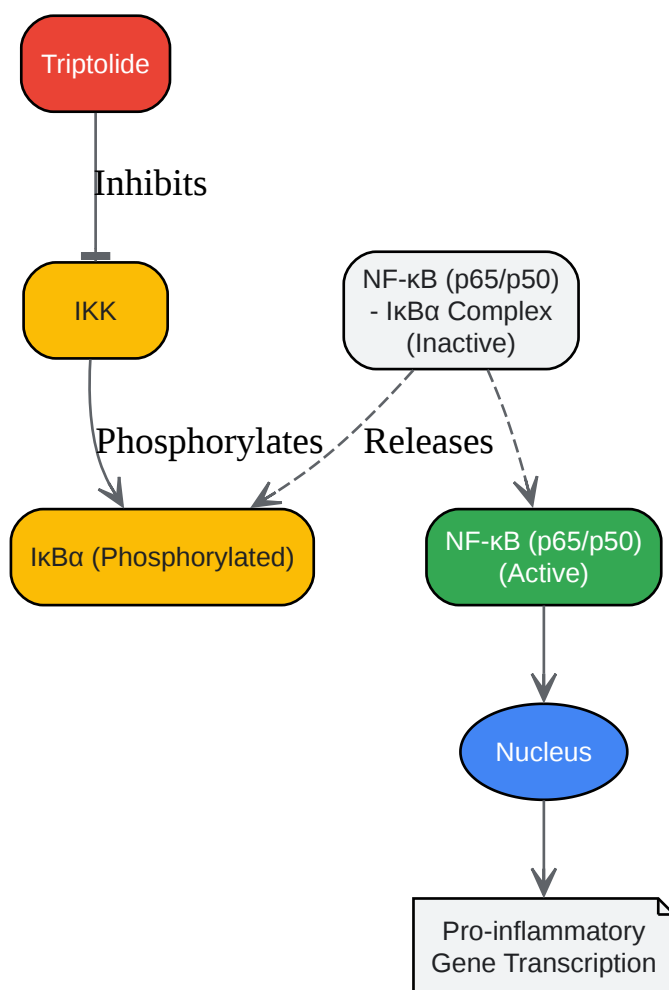 Triptolide
Inhibits
IKK
NF-κB (p65/p50)
- IκBα Complex
(Inactive)
Phosphorylates
Releases
IκBα (Phosphorylated)
NF-κB (p65/p50)
(Active)
Nucleus
Pro-inflammatory
Gene Transcription